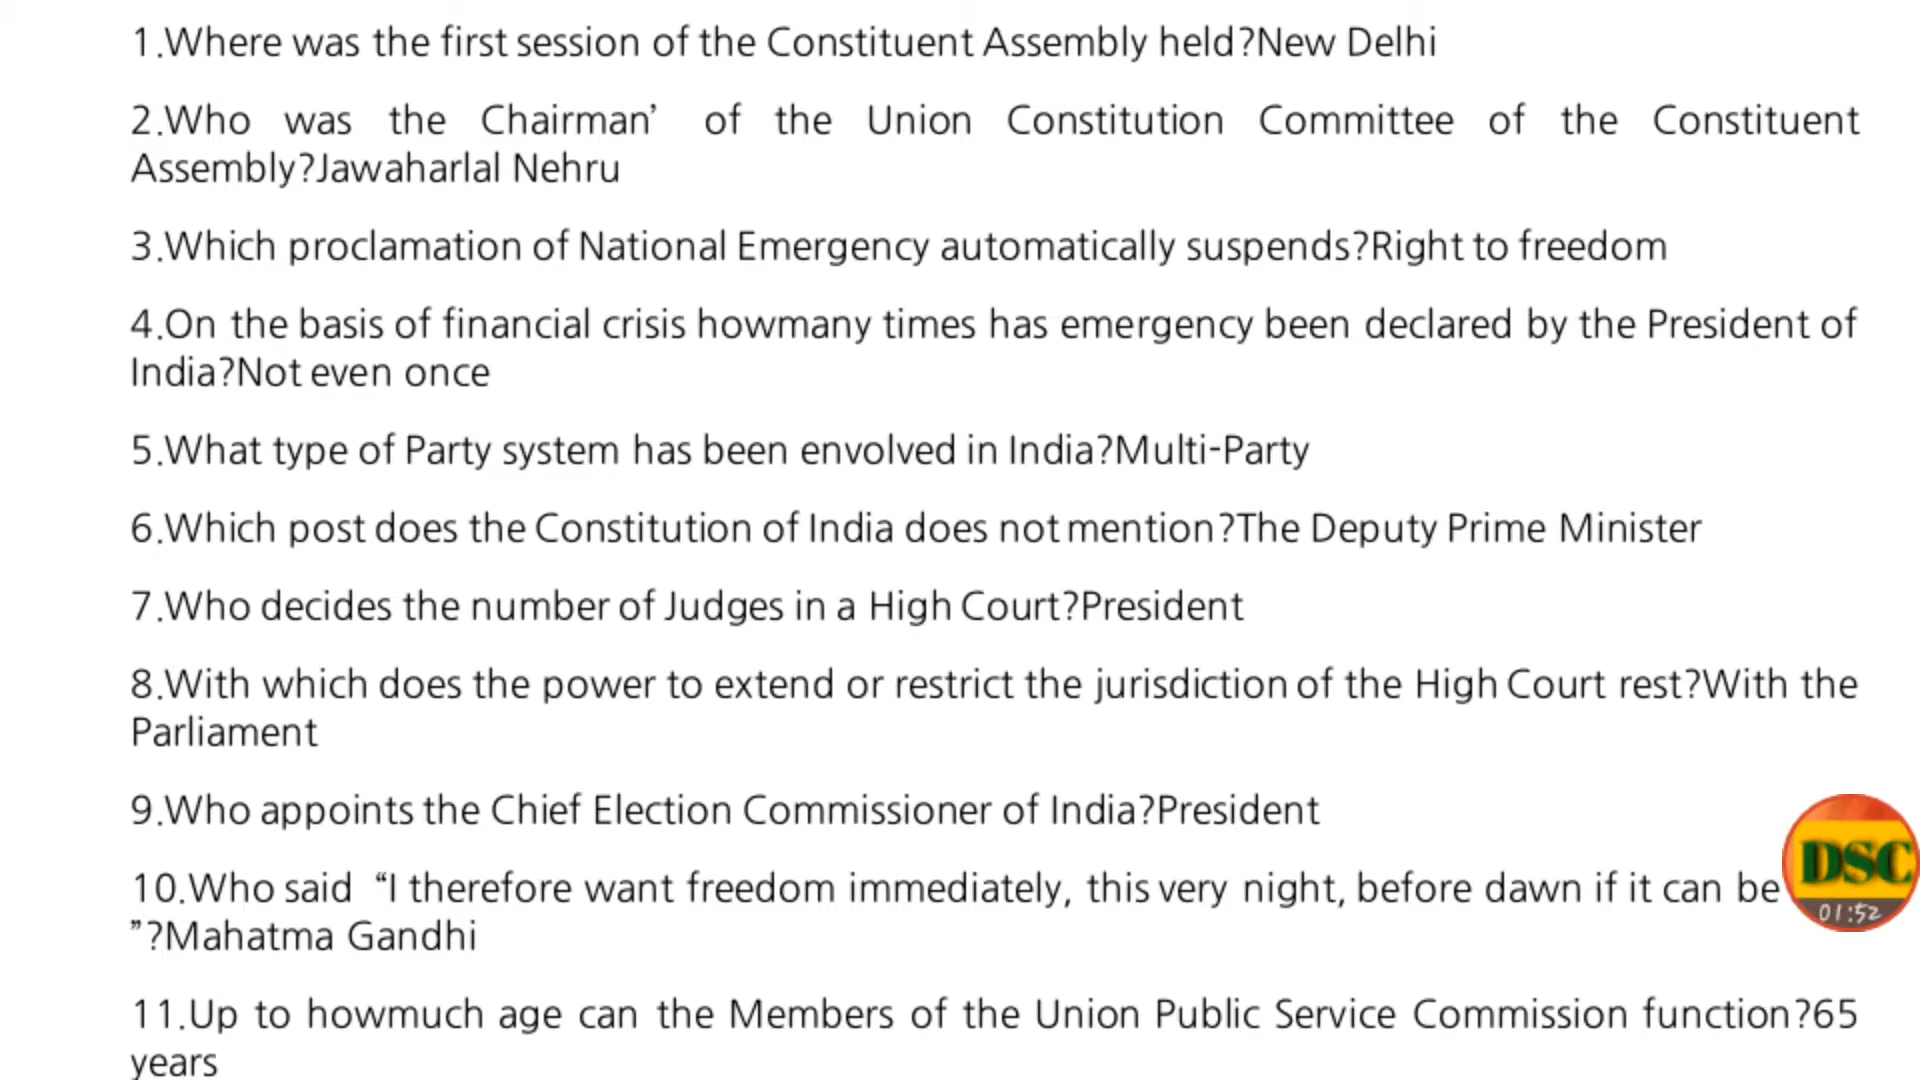 1.Where was the first session of the Constituent Assembly held?New Delhi
2.Who was the Chairman’ of the Union Constitution Committee of the Constituent
Assembly?Jawaharlal Nehru
3.Which proclamation of National Emergency automatically suspends?Right to freedom
4.On the basis of financial crisis howmany times has emergency been declared by the President of
India?Not even once
5.What type of Party system has been envolved in India?Multi-Party
6.Which post does the Constitution of India does not mention?The Deputy Prime Minister
7.Who decides the number of Judges in a High Court?President
8.With which does the power to extend or restrict the jurisdiction of the High Court rest?With the
Parliament
9.Who appoints the Chief Election Commissioner of India?President
10.Who said “I therefore want freedom immediately, this very night, before dawn if it can be
”?Mahatma Gandhi
11.Up to howmuch age can the Members of the Union Public Service Commission function?65
years
DSC
01:52